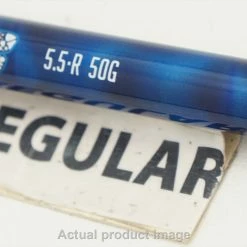 5.5·R 50G
EGULAR
Actual product image